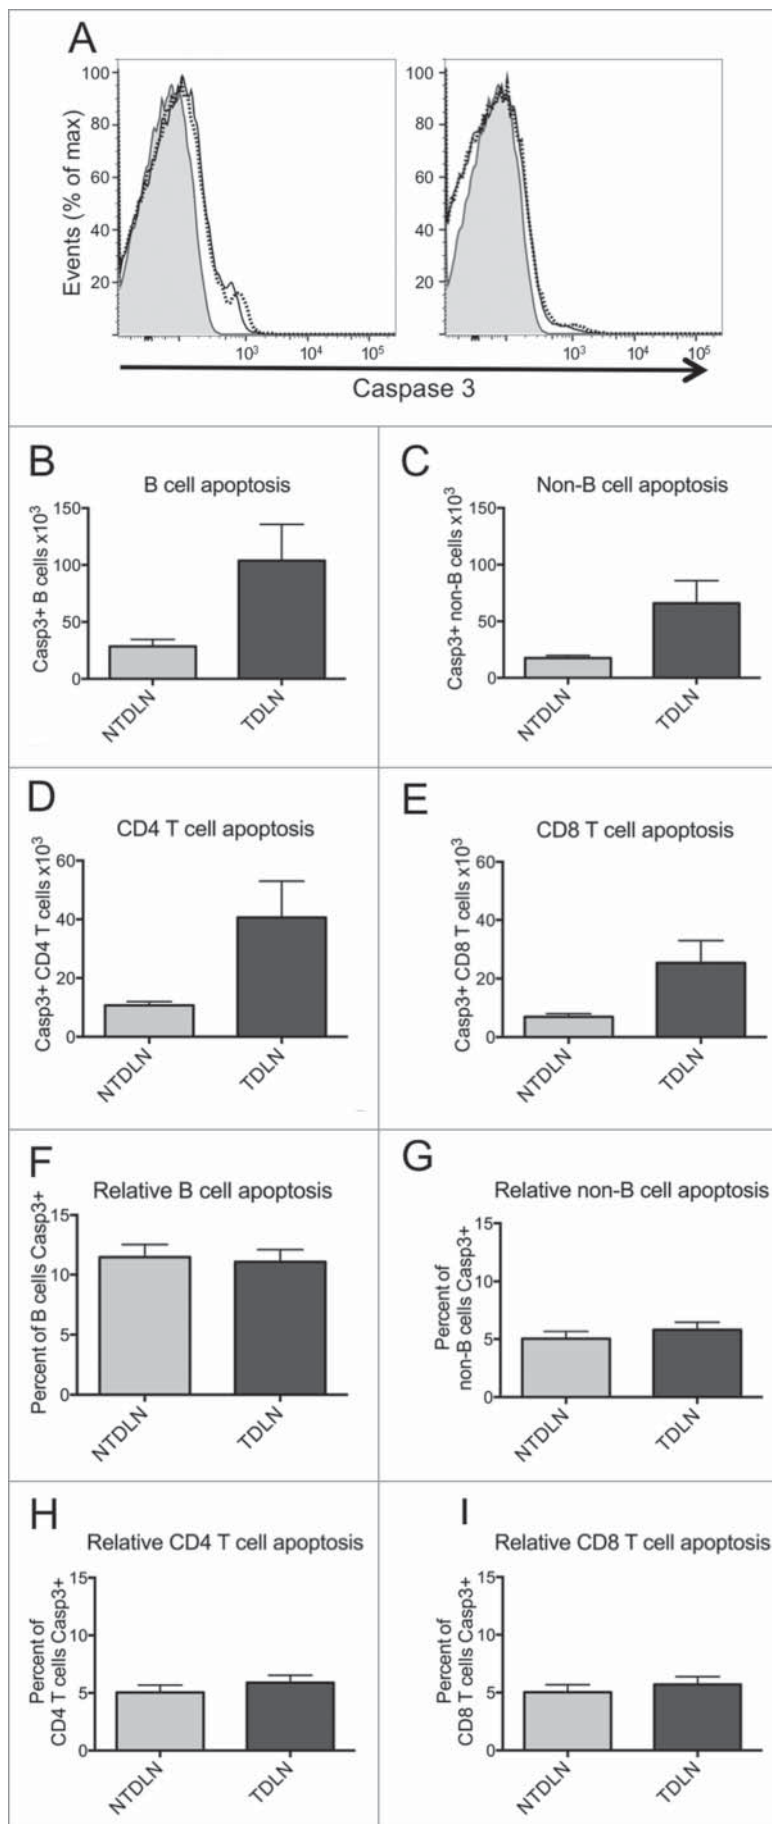 A
Events (% of max)
100
80
60
40
20
10³ 10⁴ 10⁵
10³ 10⁴ 10⁵
Caspase 3
B
B cell apoptosis
Casp3+ B cells x10³
150
100
50
0
NTDLN
TDLN
C
Non-B cell apoptosis
Casp3+ non-B cells x10³
150
100
50
0
NTDLN
TDLN
D
CD4 T cell apoptosis
Casp3+ CD4 T cells x10³
60
40
20
0
NTDLN
TDLN
E
CD8 T cell apoptosis
Casp3+ CD8 T cells x10³
60
40
20
0
NTDLN
TDLN
F
Relative B cell apoptosis
Percent of B cells Casp3+
15
10
5
0
NTDLN
TDLN
G
Relative non-B cell apoptosis
Percent of
non-B cells Casp3+
15
10
5
0
NTDLN
TDLN
H
Relative CD4 T cell apoptosis
Percent of
CD4 T cells Casp3+
15
10
5
0
NTDLN
TDLN
I
Relative CD8 T cell apoptosis
Percent of
CD8 T cells Casp3+
15
10
5
0
NTDLN
TDLN